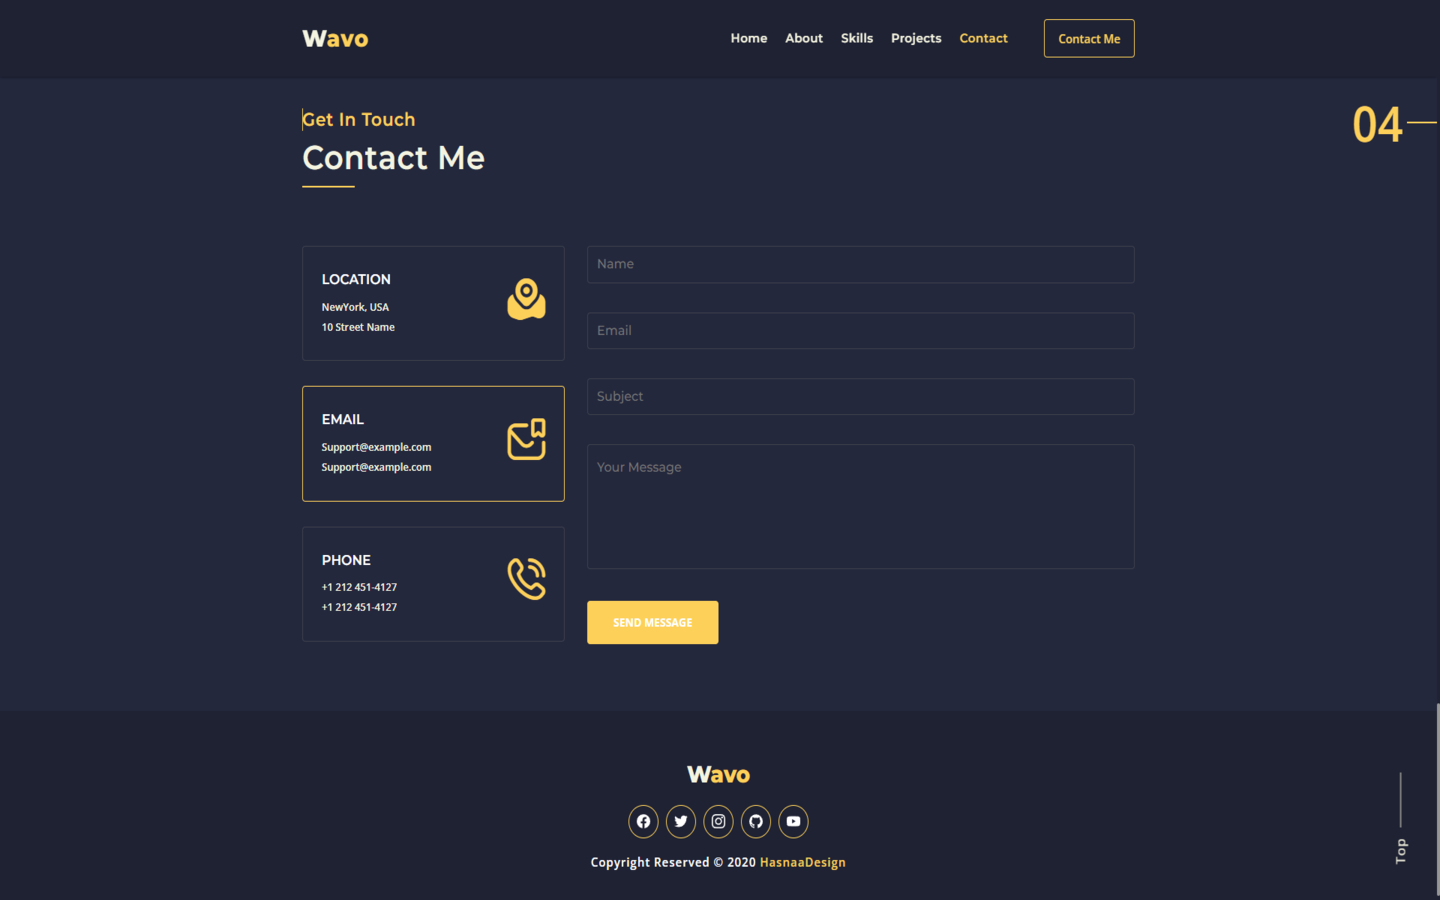 Wavo
Home About Skills Projects Contact Contact Me
Get In Touch
04
Contact Me
LOCATION
NewYork, USA
10 Street Name
EMAIL
Support@example.com
Support@example.com
PHONE
+1 212 451-4127
+1 212 451-4127
Name
Email
Subject
Your Message
SEND MESSAGE
Wavo
Copyright Reserved © 2020 HasnaaDesign
Top